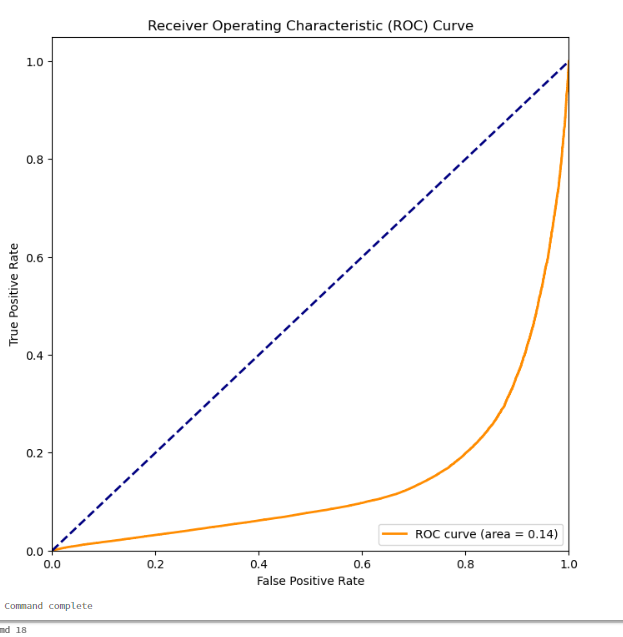 Receiver Operating Characteristic (ROC) Curve
1.0
0.8
0.6
0.4
0.2
0.0
True Positive Rate
ROC curve (area = 0.14)
0.0 0.2 0.4 0.6 0.8 1.0
False Positive Rate
Command complete
md 18